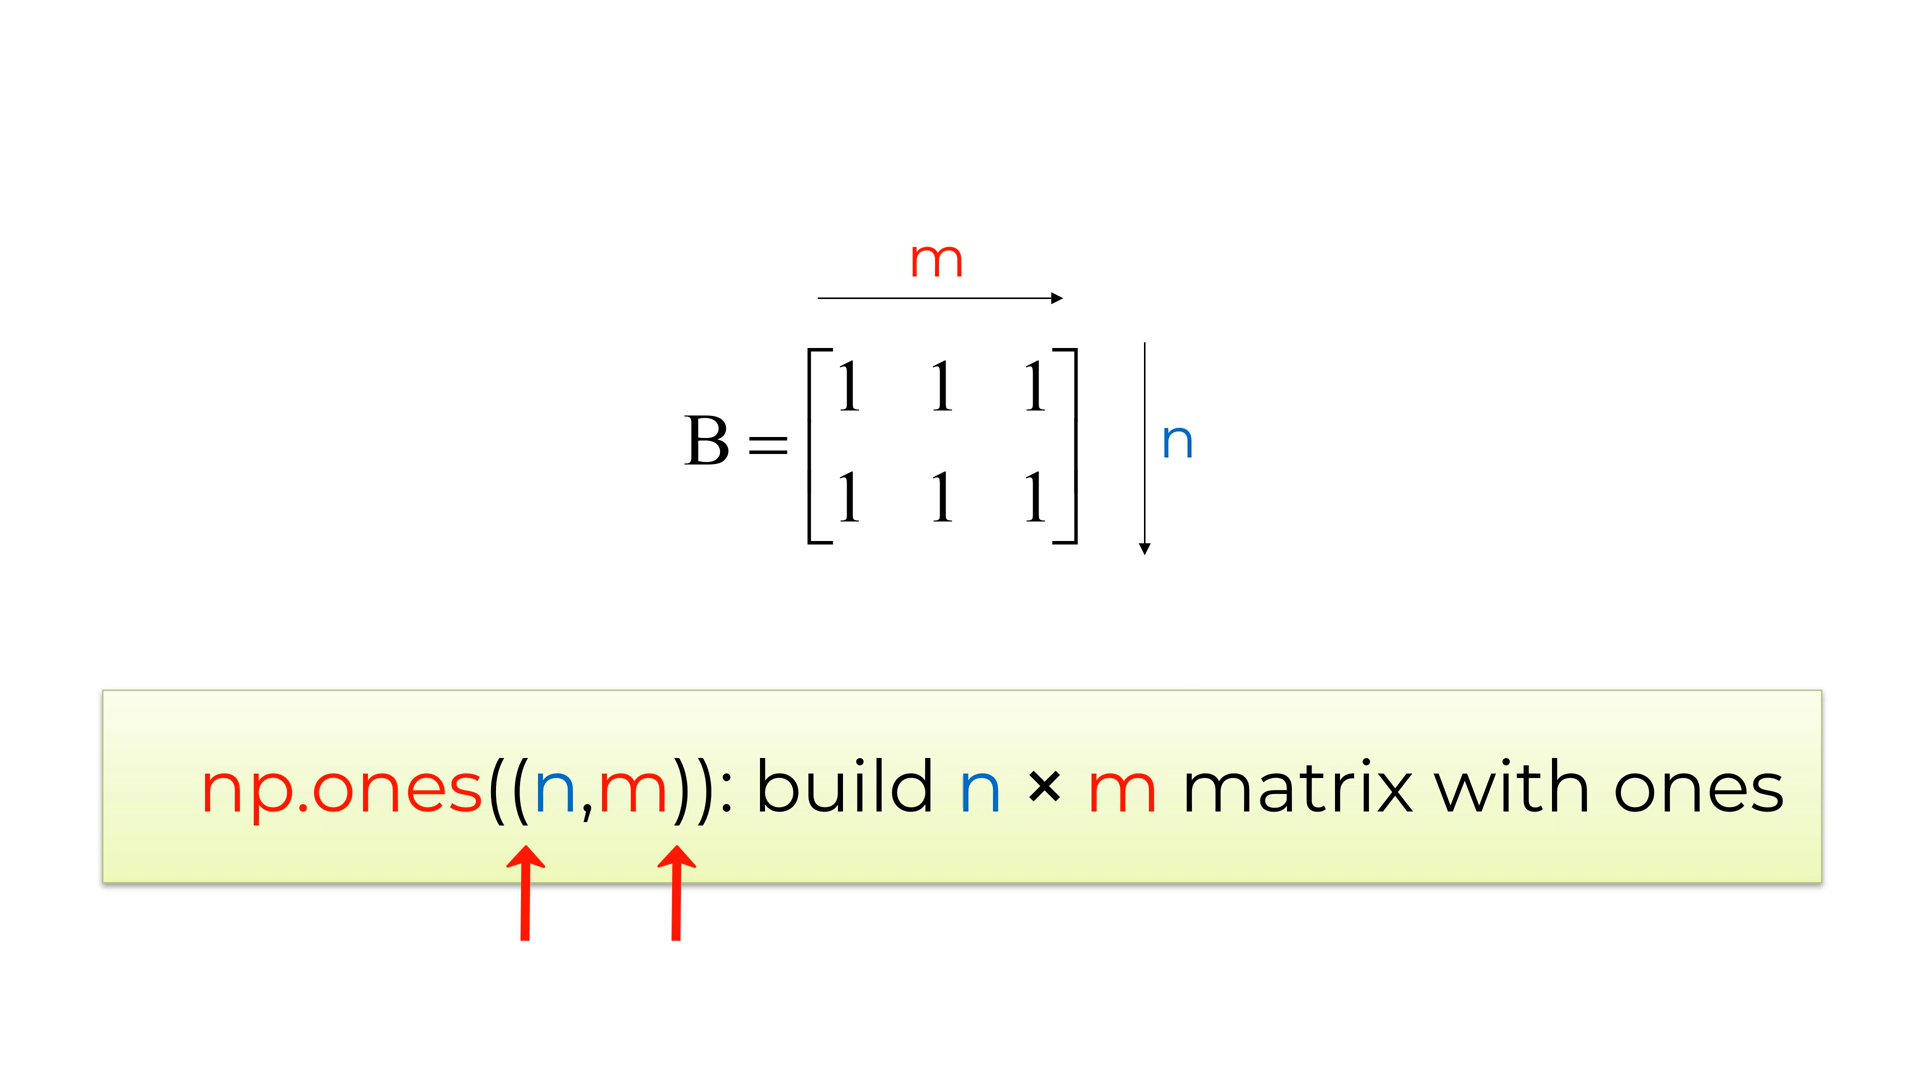 m
1 1 1
B =
n
1 1 1
np.ones((n,m)): build n × m matrix with ones